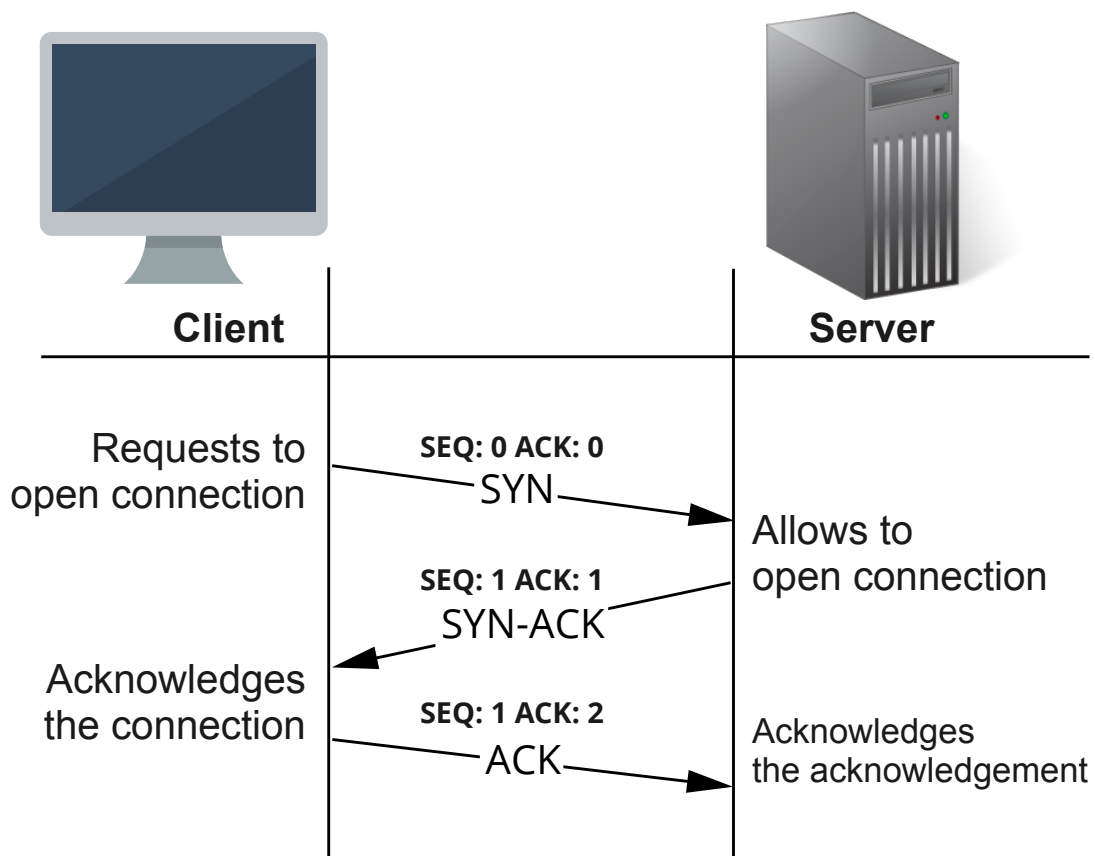 Client
Server
Requests to
open connection
SEQ: 0 ACK: 0
SYN
Allows to
open connection
SEQ: 1 ACK: 1
SYN-ACK
Acknowledges
the connection
SEQ: 1 ACK: 2
ACK
Acknowledges
the acknowledgement